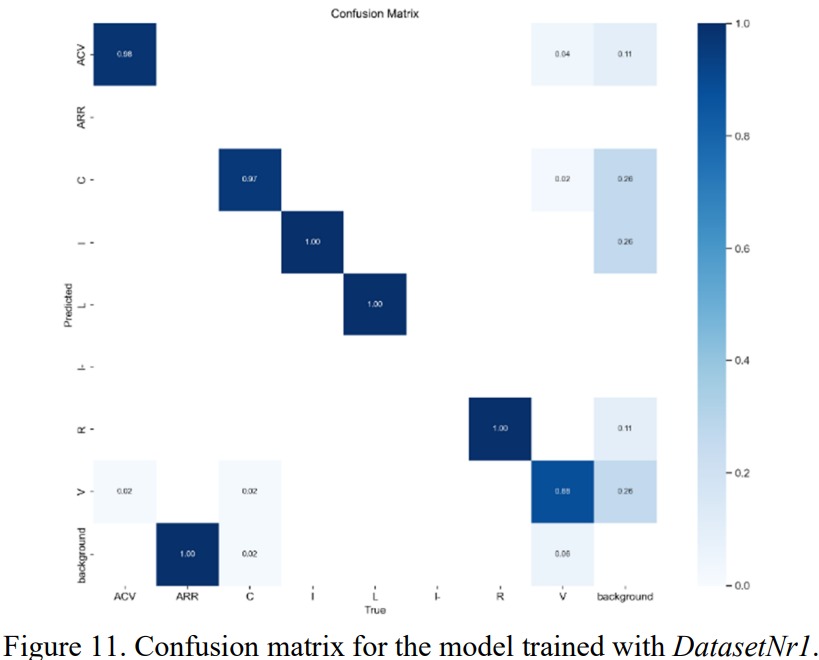 Confusion Matrix
ACV
0.98
0.04
0.11
ARR
C
0.97
0.02
0.26
I
1.00
0.26
L
1.00
I-
R
1.00
0.11
V
0.02
0.02
0.88
0.26
background
1.00
0.02
0.06
Predicted
ACV ARR C I L I- R V background
True
1.0
0.8
0.6
0.4
0.2
0.0
Figure 11. Confusion matrix for the model trained with DatasetNr1.